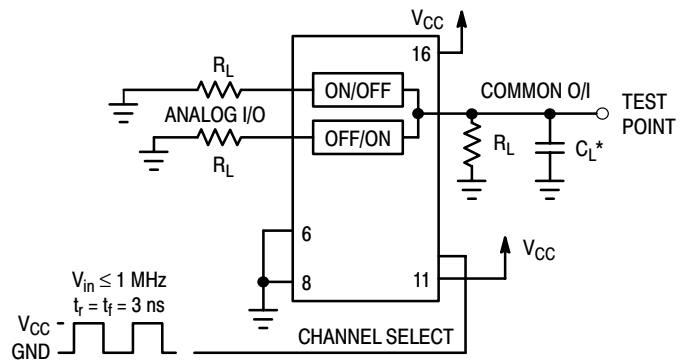 V_CC
16
R_L
ON/OFF
COMMON O/I
TEST
POINT
ANALOG I/O
OFF/ON
R_L
R_L
C_L*
6
V_CC
8
11
V_in ≤ 1 MHz
t_r = t_f = 3 ns
V_CC
GND
CHANNEL SELECT